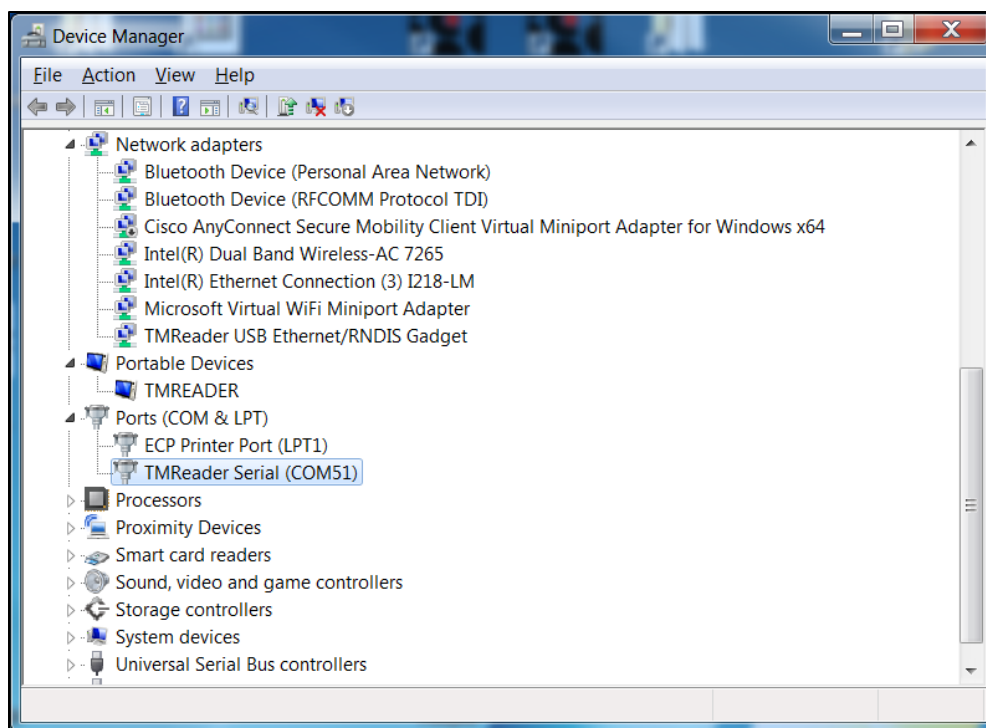 Device Manager
File Action View Help
Network adapters
Bluetooth Device (Personal Area Network)
Bluetooth Device (RFCOMM Protocol TDI)
Cisco AnyConnect Secure Mobility Client Virtual Miniport Adapter for Windows x64
Intel(R) Dual Band Wireless-AC 7265
Intel(R) Ethernet Connection (3) I218-LM
Microsoft Virtual WiFi Miniport Adapter
TMReader USB Ethernet/RNDIS Gadget
Portable Devices
TMREADER
Ports (COM & LPT)
ECP Printer Port (LPT1)
TMReader Serial (COM51)
Processors
Proximity Devices
Smart card readers
Sound, video and game controllers
Storage controllers
System devices
Universal Serial Bus controllers